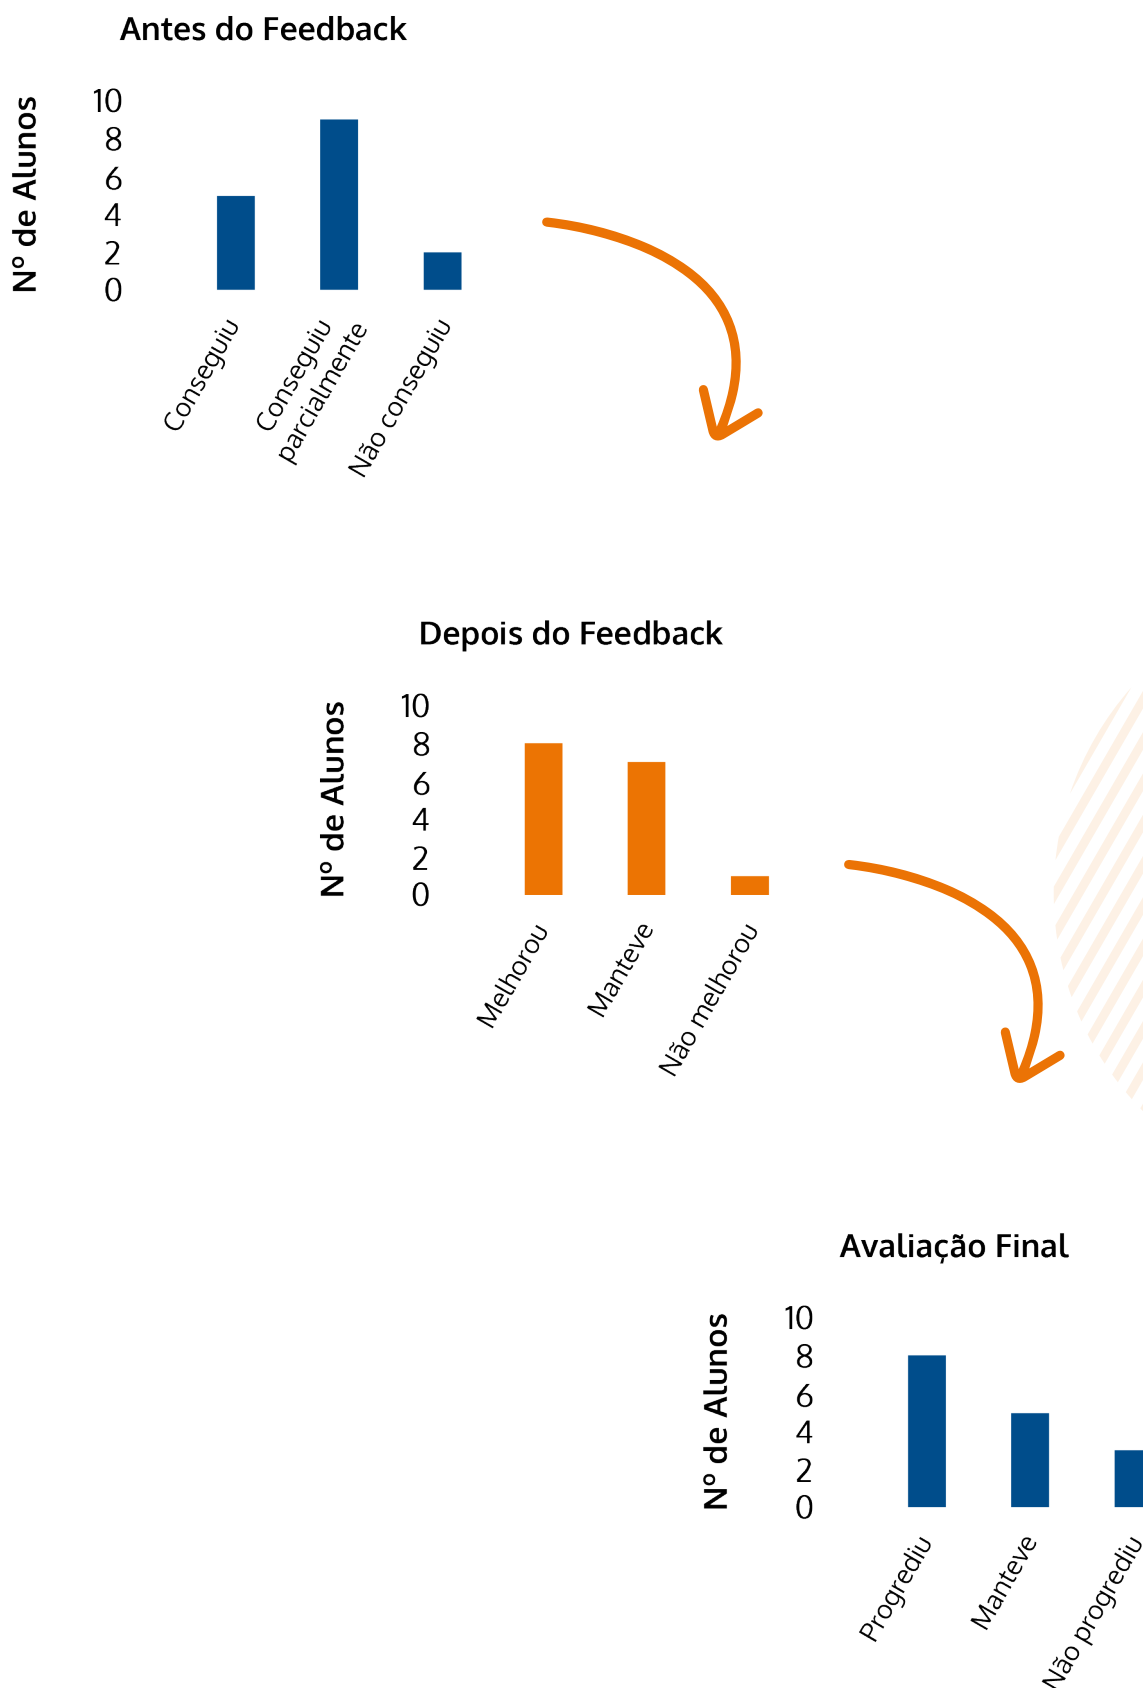 Antes do Feedback
Nº de Alunos
10
8
6
4
2
0
Conseguiu
Conseguiu
parcialmente
Não conseguiu
Depois do Feedback
Nº de Alunos
10
8
6
4
2
0
Melhorou
Manteve
Não melhorou
Avaliação Final
Nº de Alunos
10
8
6
4
2
0
Progrediu
Manteve
Não progrediu